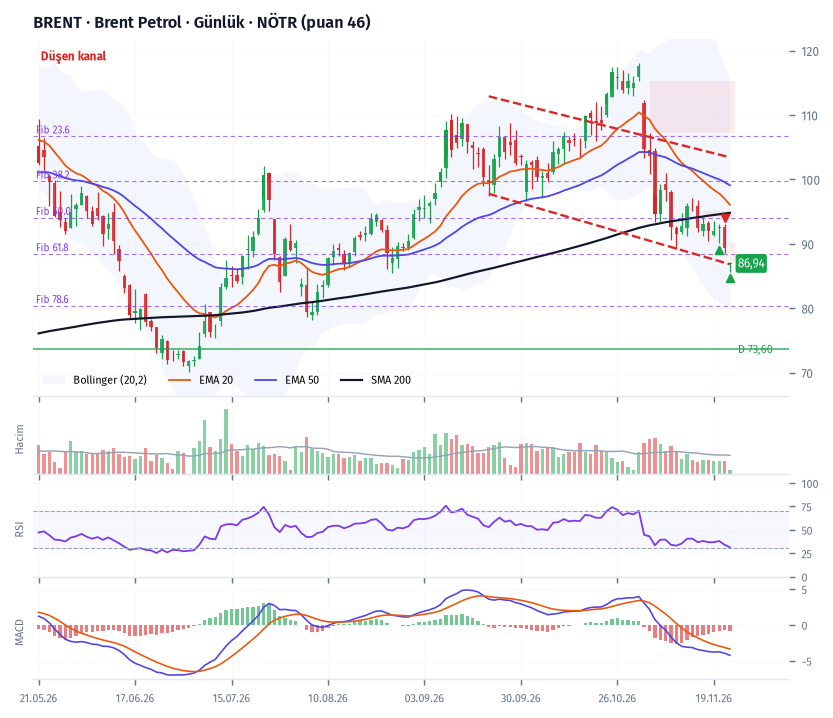 BRENT · Brent Petrol · Günlük · NÖTR (puan 46)
Düşen kanal
120
110
100
90
80
70
Fib 23.6
Fib 38.2
Fib 50.0
Fib 61.8
Fib 78.6
86,94
D 73,60
Bollinger (20,2)
EMA 20
EMA 50
SMA 200
Hacim
RSI
100
75
50
25
0
MACD
5
0
−5
21.05.26
17.06.26
15.07.26
10.08.26
03.09.26
30.09.26
26.10.26
19.11.26